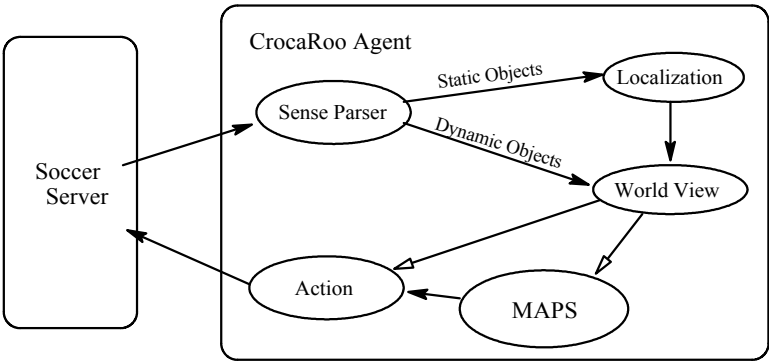 CrocaRoo Agent
Static Objects
Localization
Sense Parser
Dynamic Objects
Soccer
Server
World View
Action
MAPS